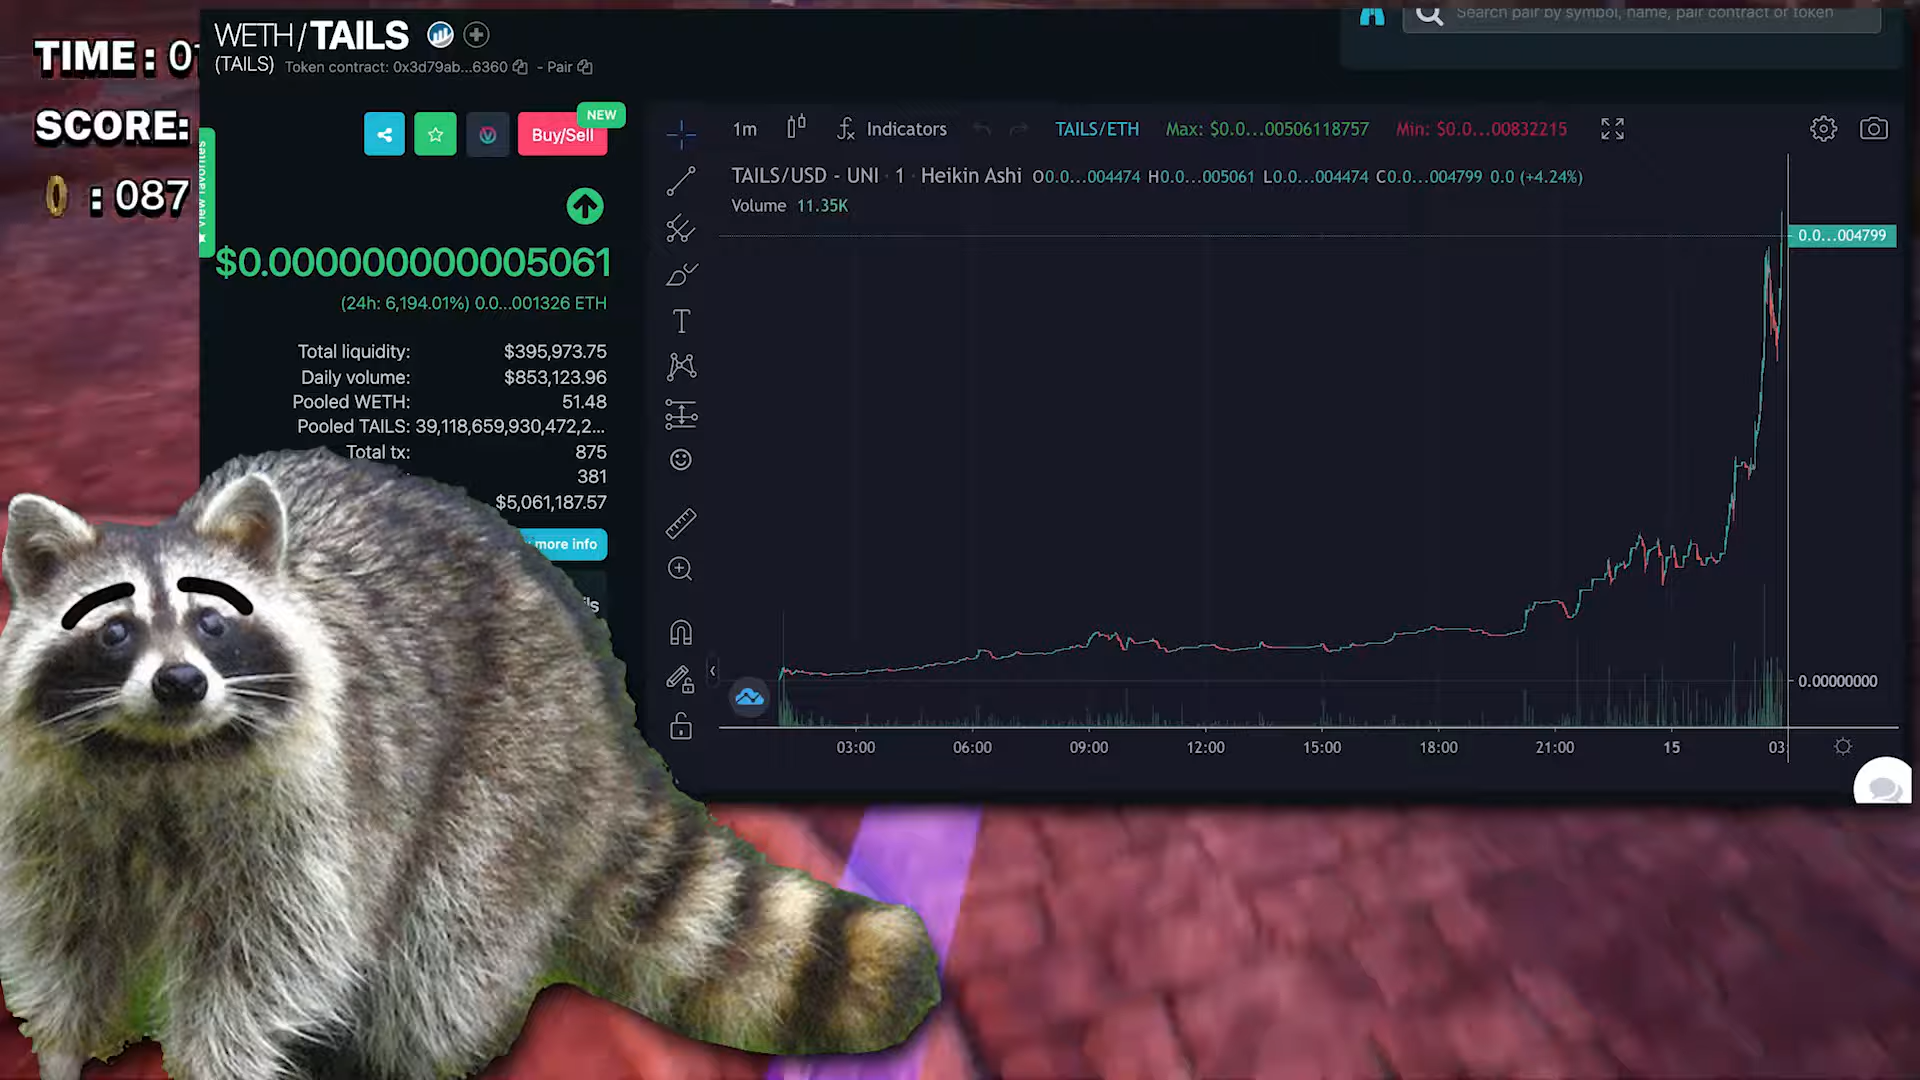 TIME :
SCORE:
: 087
WETH/TAILS
(TAILS) Token contract: 0x3d79ab...6360 - Pair
Search pair by symbol, name, pair contract or token
View favorites
NEW
Buy/Sell
$0.000000000005061
(24h: 6,194.01%) 0.0...001326 ETH
Total liquidity: $395,973.75
Daily volume: $853,123.96
Pooled WETH: 51.48
Pooled TAILS: 39,118,659,930,472,2...
Total tx: 875
381
$5,061,187.57
more info
1m Indicators TAILS/ETH Max: $0.0...00506118757 Min: $0.0...00832215
TAILS/USD - UNI · 1 · Heikin Ashi O0.0...004474 H0.0...005061 L0.0...004474 C0.0...004799 0.0 (+4.24%)
Volume 11.35K
T
0.0...004799
0.00000000
03:00 06:00 09:00 12:00 15:00 18:00 21:00 15 03: